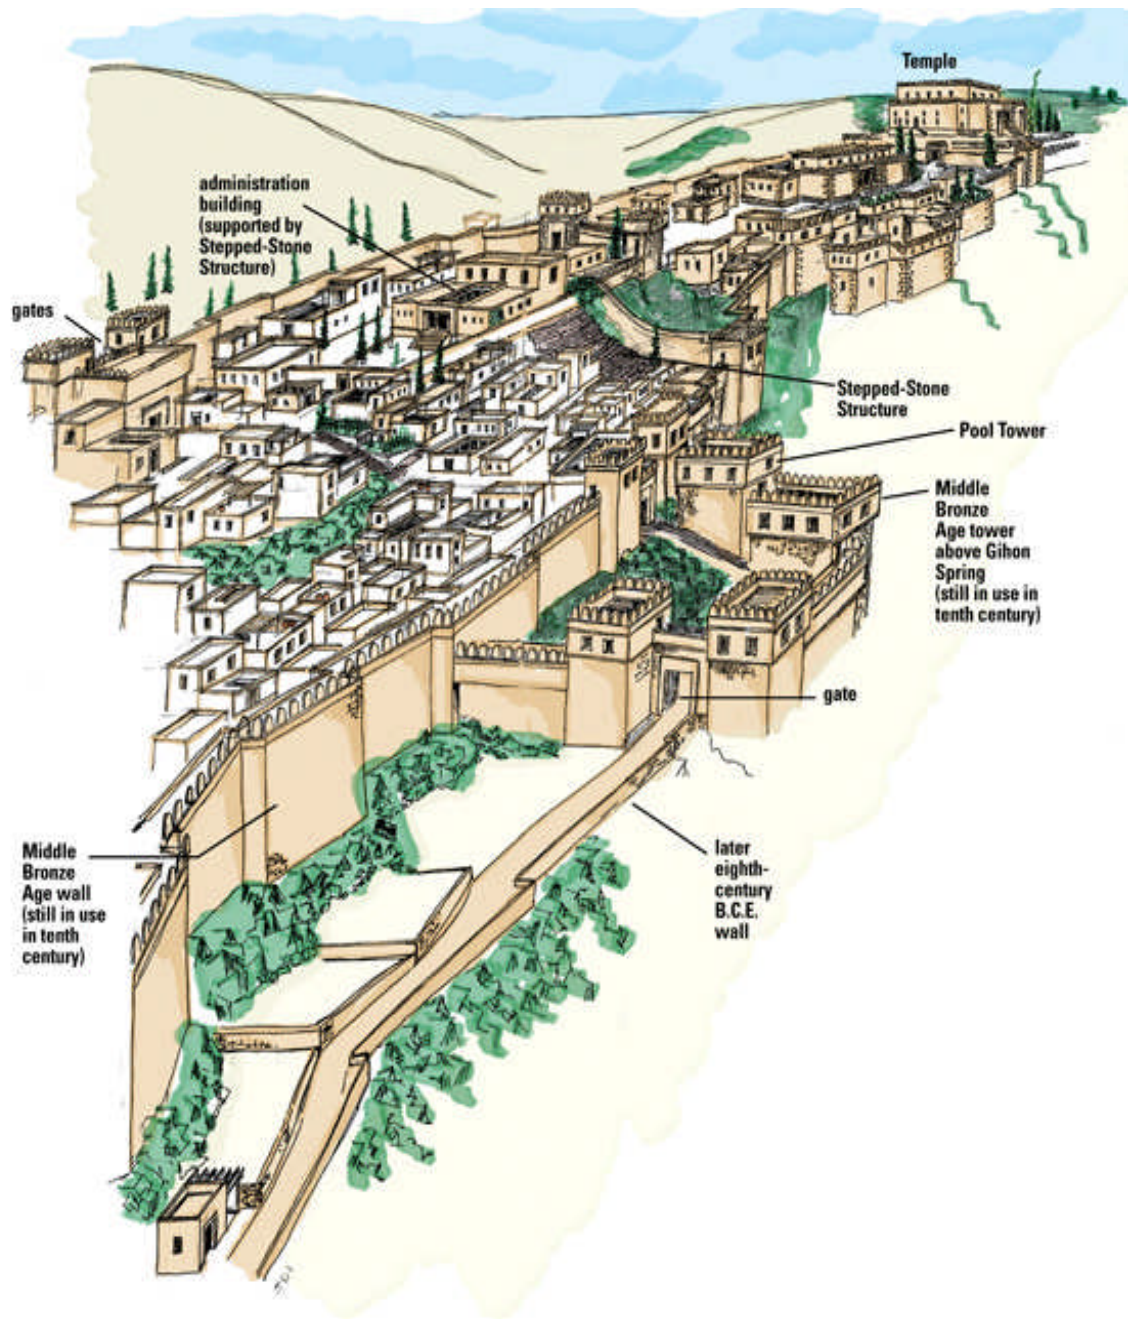 Temple
administration
building
(supported by
Stepped-Stone
Structure)
gates
Stepped-Stone
Structure
Pool Tower
Middle
Bronze
Age tower
above Gihon
Spring
(still in use in
tenth century)
gate
Middle
Bronze
Age wall
(still in use
in tenth
century)
later
eighth-
century
B.C.E.
wall